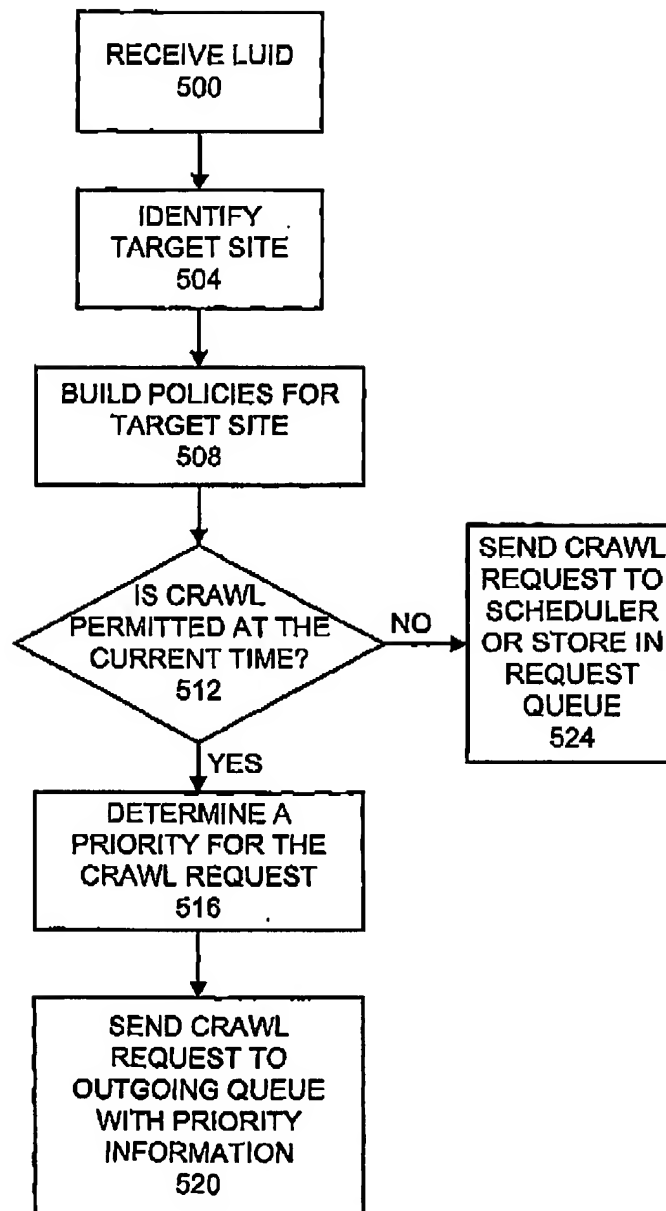 RECEIVE LUID
500
IDENTIFY
TARGET SITE
504
BUILD POLICIES FOR
TARGET SITE
508
IS CRAWL
PERMITTED AT THE
CURRENT TIME?
512
NO
SEND CRAWL
REQUEST TO
SCHEDULER
OR STORE IN
REQUEST
QUEUE
524
YES
DETERMINE A
PRIORITY FOR THE
CRAWL REQUEST
516
SEND CRAWL
REQUEST TO
OUTGOING QUEUE
WITH PRIORITY
INFORMATION
520